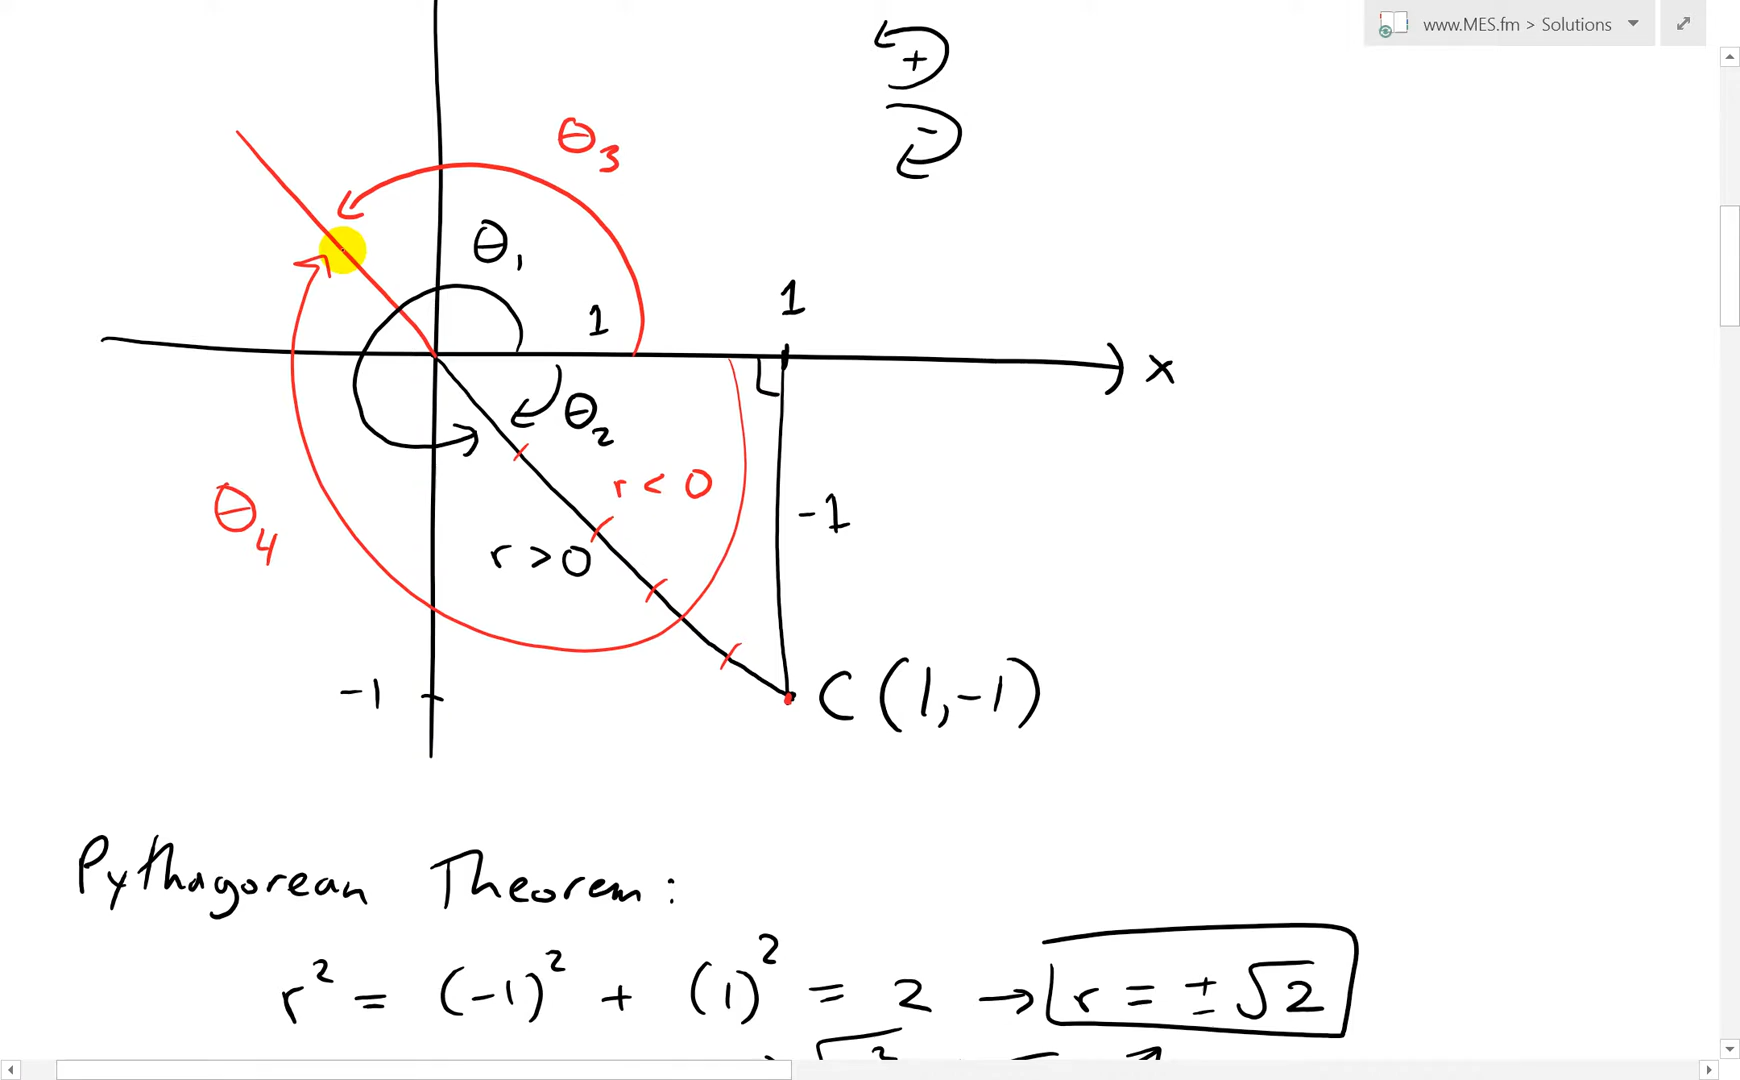 www.MES.fm > Solutions
+
-
θ₃
θ₁
1
1
x
θ₂
r < 0
-1
θ₄
r > 0
-1
C (1,-1)
Pythagorean Theorem:
r² = (-1)² + (1)² = 2 → r = ±√2